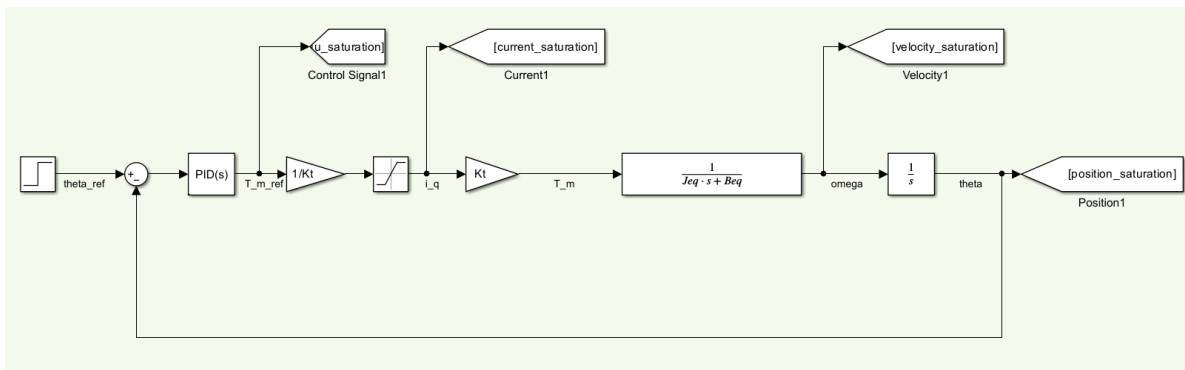 [u_saturation]
Control Signal1
[current_saturation]
Current1
[velocity_saturation]
Velocity1
theta_ref
+
-
PID(s)
T_m_ref
1/Kt
i_q
Kt
T_m
1
Jeq · s + Beq
omega
1
s
theta
[position_saturation]
Position1